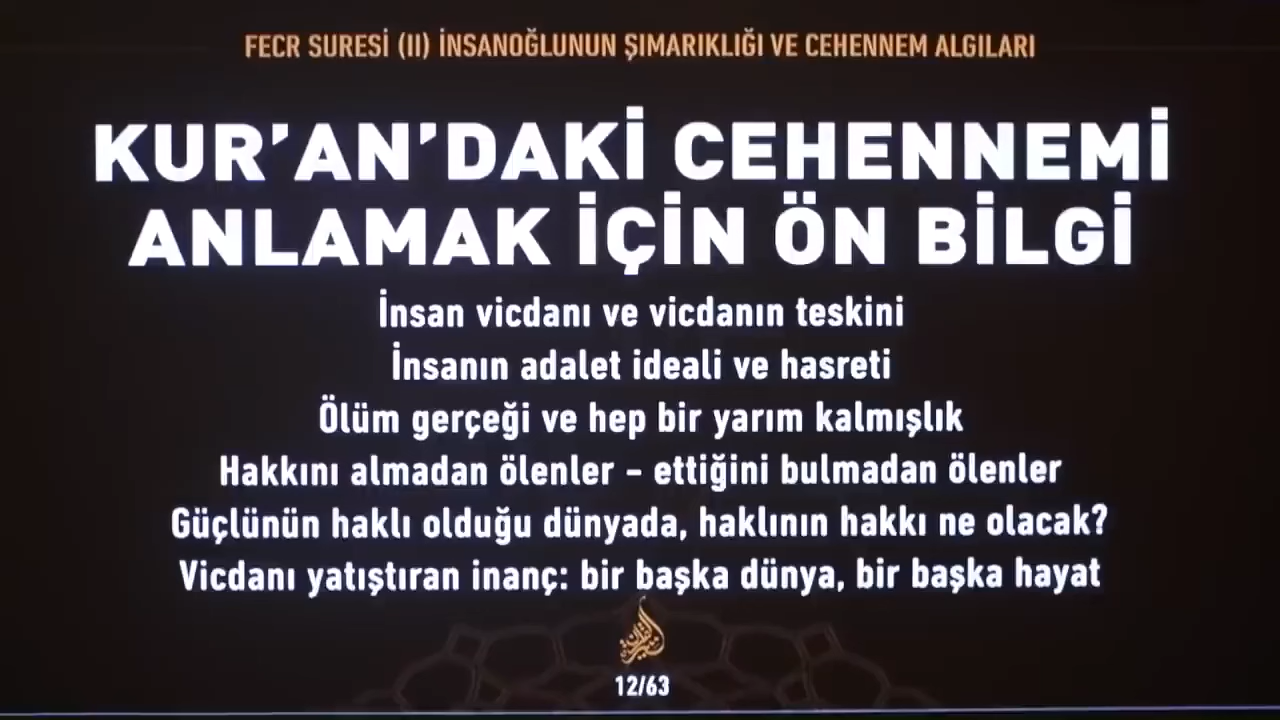 FECR SURESİ (II) İNSANOĞLUNUN ŞIMARIKLIĞI VE CEHENNEM ALGILARI
KUR’AN’DAKİ CEHENNEMİ
ANLAMAK İÇİN ÖN BİLGİ
İnsan vicdanı ve vicdanın teskini
İnsanın adalet ideali ve hasreti
Ölüm gerçeği ve hep bir yarım kalmışlık
Hakkını almadan ölenler – ettiğini bulmadan ölenler
Güçlünün haklı olduğu dünyada, haklının hakkı ne olacak?
Vicdanı yatıştıran inanç: bir başka dünya, bir başka hayat
12/63